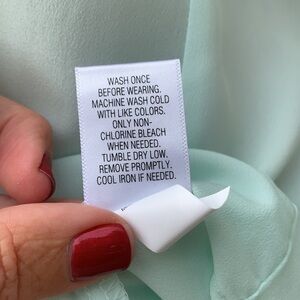 WASH ONCE
BEFORE WEARING.
MACHINE WASH COLD
WITH LIKE COLORS.
ONLY NON-
CHLORINE BLEACH
WHEN NEEDED.
TUMBLE DRY LOW.
REMOVE PROMPTLY.
COOL IRON IF NEEDED.